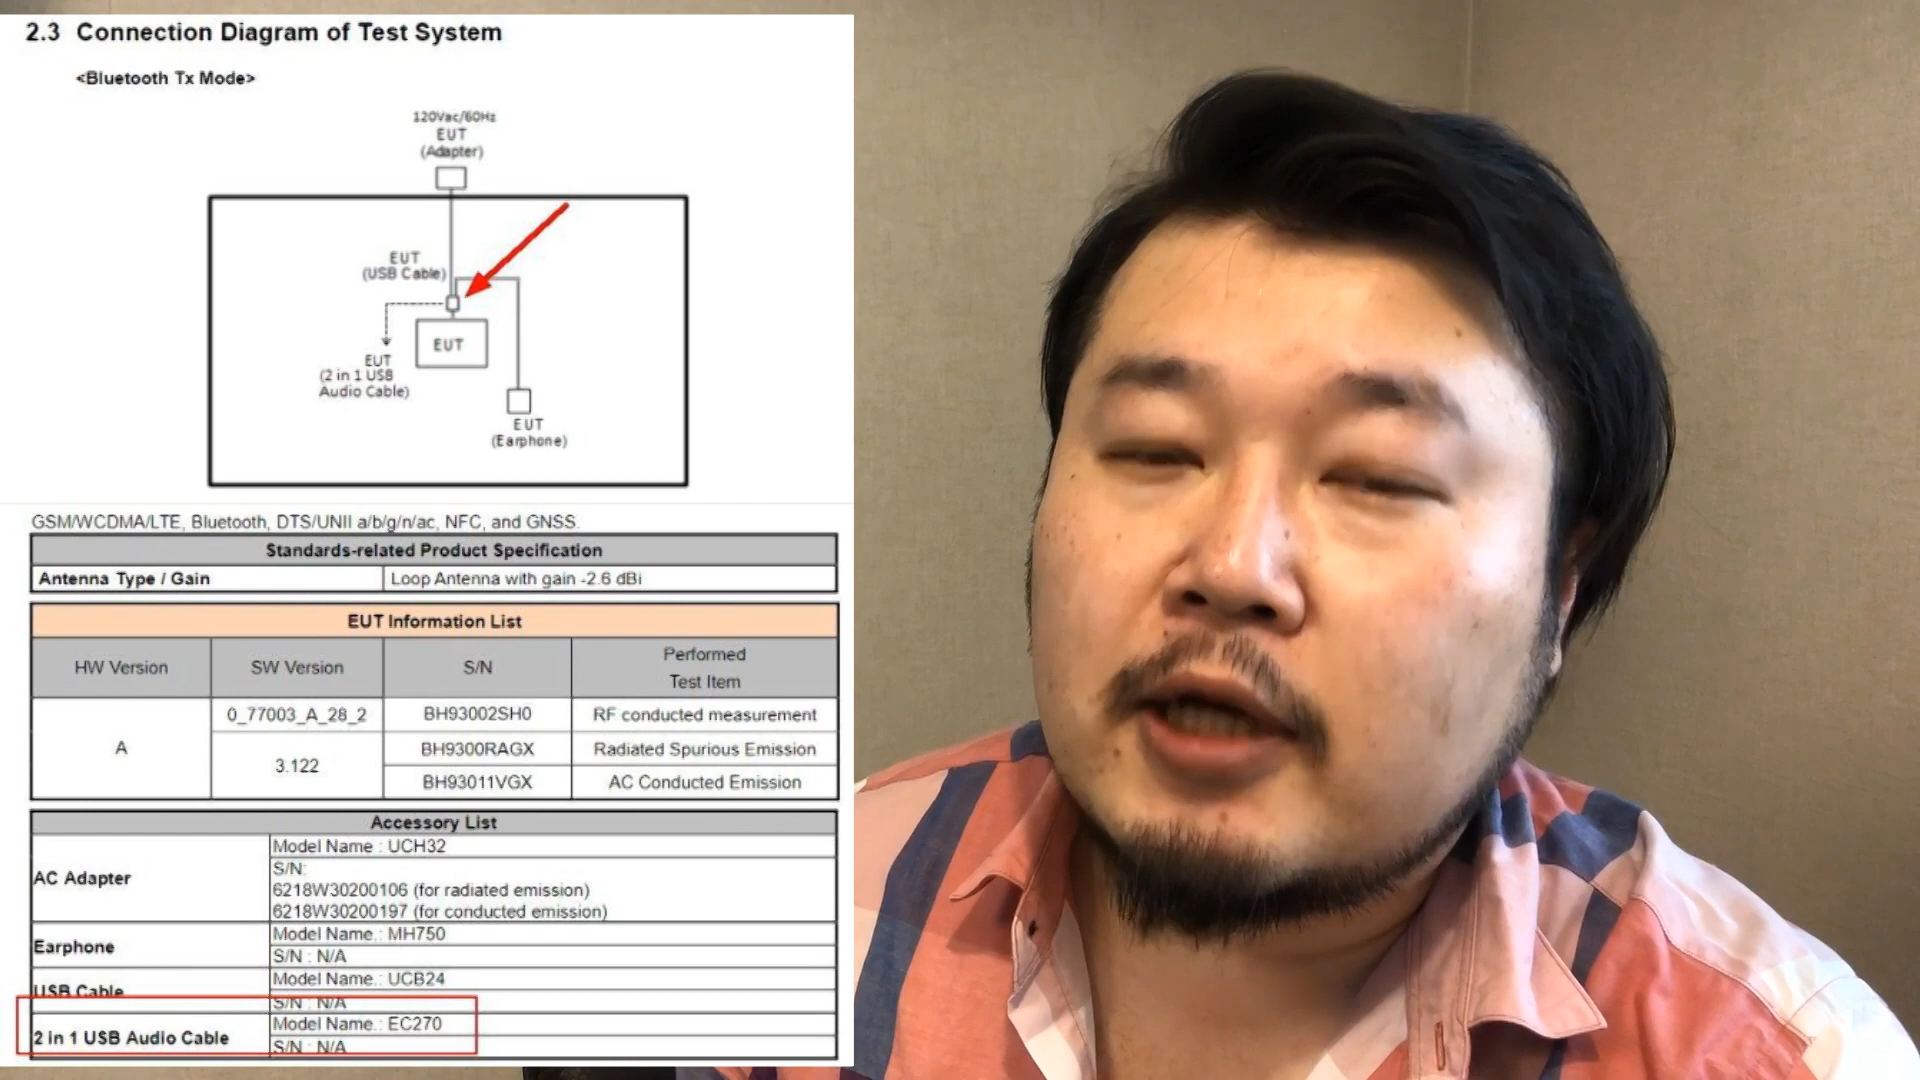 2.3 Connection Diagram of Test System
<Bluetooth Tx Mode>
120Vac/60Hz
EUT
(Adapter)
EUT
(USB Cable)
EUT
EUT
(2 in 1 USB
Audio Cable)
EUT
(Earphone)
GSM/WCDMA/LTE, Bluetooth, DTS/UNII a/b/g/n/ac, NFC, and GNSS.
Standards-related Product Specification
Antenna Type / Gain Loop Antenna with gain -2.6 dBi
EUT Information List
HW Version SW Version S/N Performed
Test Item
A 0_77003_A_28_2 BH93002SH0 RF conducted measurement
3.122 BH9300RAGX Radiated Spurious Emission
BH93011VGX AC Conducted Emission
Accessory List
AC Adapter Model Name : UCH32
S/N:
6218W30200106 (for radiated emission)
6218W30200197 (for conducted emission)
Earphone Model Name.: MH750
S/N : N/A
USB Cable Model Name.: UCB24
S/N : N/A
2 in 1 USB Audio Cable Model Name.: EC270
S/N : N/A